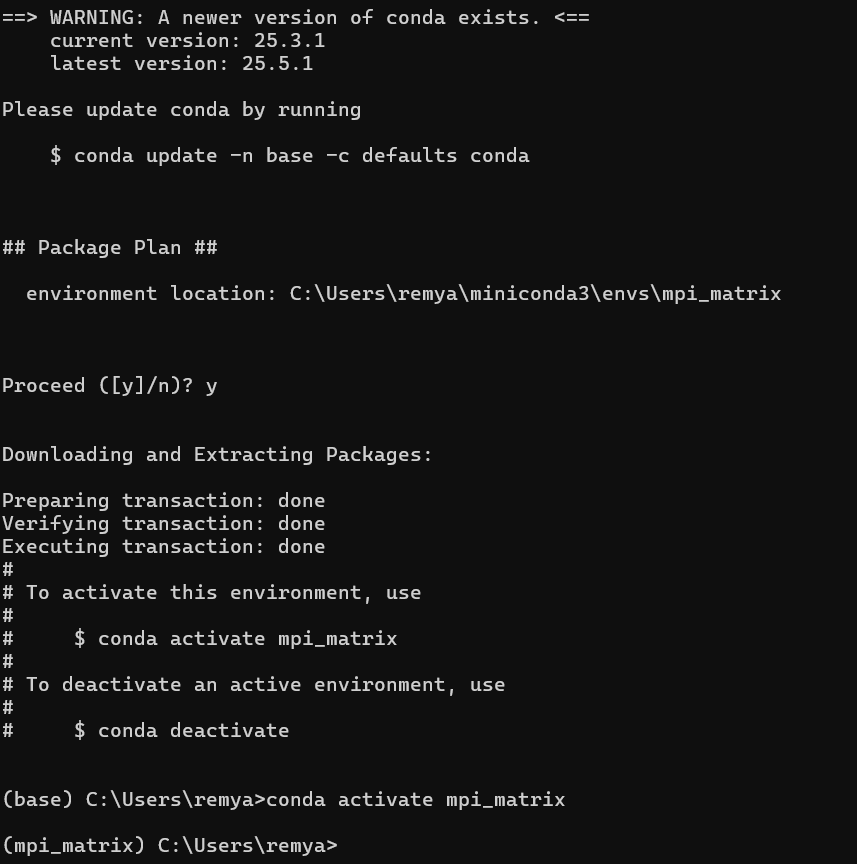 ==> WARNING: A newer version of conda exists. <==
    current version: 25.3.1
    latest version: 25.5.1

Please update conda by running

    $ conda update -n base -c defaults conda

## Package Plan ##

  environment location: C:\Users\remya\miniconda3\envs\mpi_matrix

Proceed ([y]/n)? y

Downloading and Extracting Packages:

Preparing transaction: done
Verifying transaction: done
Executing transaction: done
#
# To activate this environment, use
#
#     $ conda activate mpi_matrix
#
# To deactivate an active environment, use
#
#     $ conda deactivate

(base) C:\Users\remya>conda activate mpi_matrix

(mpi_matrix) C:\Users\remya>